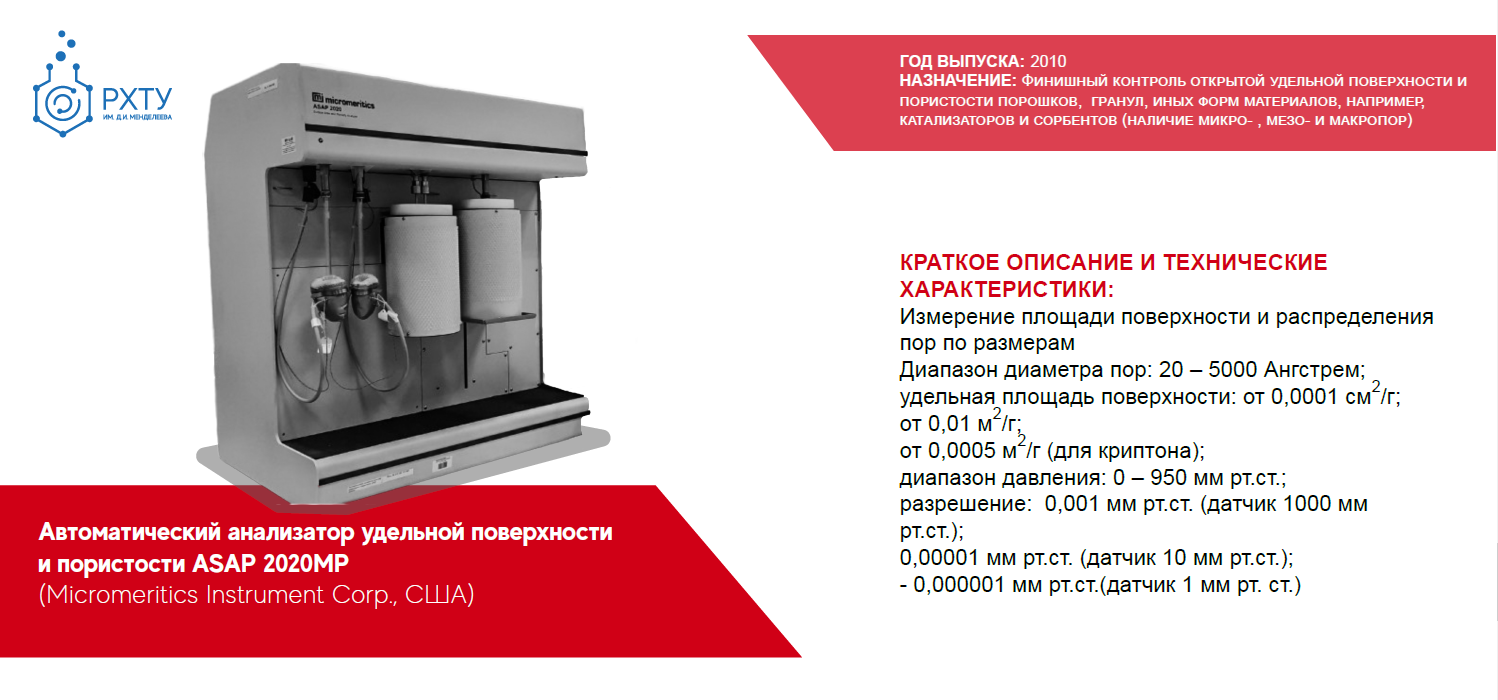 РХТУ
ИМ. Д.И. МЕНДЕЛЕЕВА
micromeritics
ASAP 2020
ГОД ВЫПУСКА: 2010
НАЗНАЧЕНИЕ: ФИНИШНЫЙ КОНТРОЛЬ ОТКРЫТОЙ УДЕЛЬНОЙ ПОВЕРХНОСТИ И
ПОРИСТОСТИ ПОРОШКОВ, ГРАНУЛ, ИНЫХ ФОРМ МАТЕРИАЛОВ, НАПРИМЕР,
КАТАЛИЗАТОРОВ И СОРБЕНТОВ (НАЛИЧИЕ МИКРО- , МЕЗО- И МАКРОПОР)
КРАТКОЕ ОПИСАНИЕ И ТЕХНИЧЕСКИЕ
ХАРАКТЕРИСТИКИ:
Измерение площади поверхности и распределения
пор по размерам
Диапазон диаметра пор: 20 – 5000 Ангстрем;
удельная площадь поверхности: от 0,0001 см²/г;
от 0,01 м²/г;
от 0,0005 м²/г (для криптона);
диапазон давления: 0 – 950 мм рт.ст.;
разрешение: 0,001 мм рт.ст. (датчик 1000 мм
рт.ст.);
0,00001 мм рт.ст. (датчик 10 мм рт.ст.);
- 0,000001 мм рт.ст.(датчик 1 мм рт. ст.)
Автоматический анализатор удельной поверхности
и пористости ASAP 2020MP
(Micromeritics Instrument Corp., США)